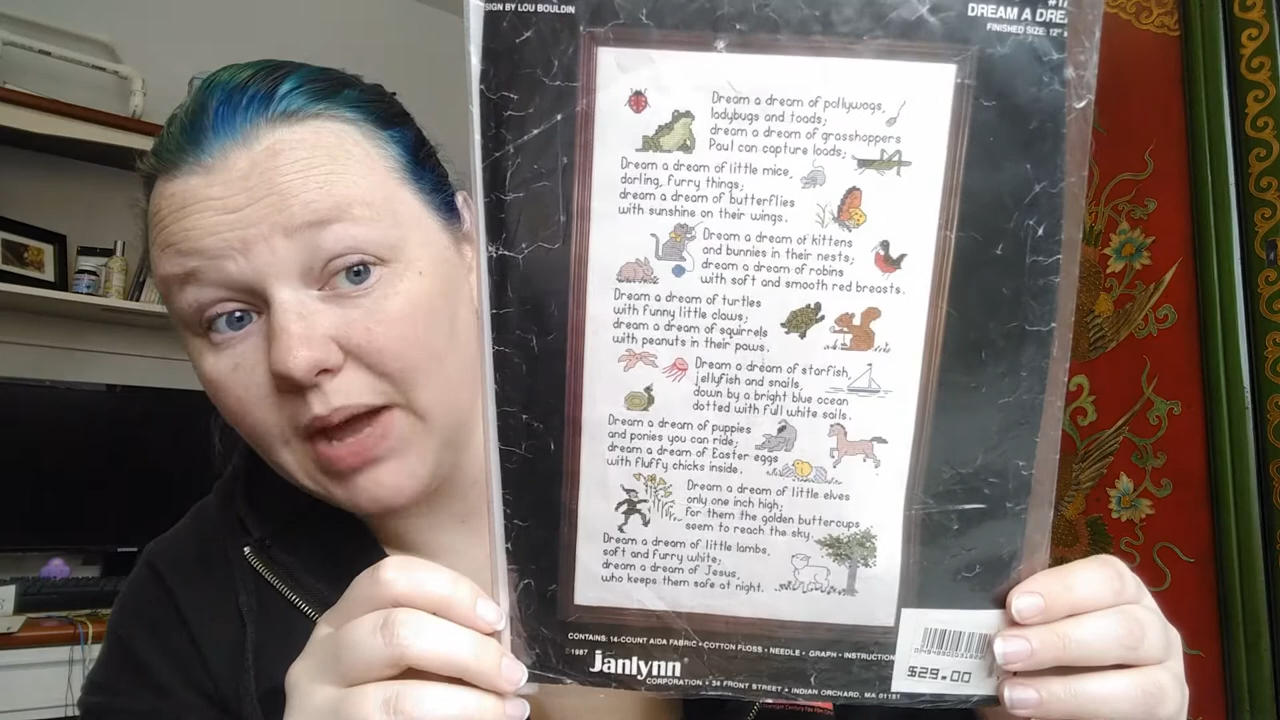 SIGN BY LOU BOULDIN
DREAM A DREA
FINISHED SIZE: 12"
Dream a dream of pollywogs,
ladybugs and toads;
dream a dream of grasshoppers
Paul can capture loads;
Dream a dream of little mice,
darling, furry things;
dream a dream of butterflies
with sunshine on their wings.
Dream a dream of kittens
and bunnies in their nests;
dream a dream of robins
with soft and smooth red breasts.
Dream a dream of turtles
with funny little claws;
dream a dream of squirrels
with peanuts in their paws.
Dream a dream of starfish,
jellyfish and snails,
down by a bright blue ocean
dotted with full white sails.
Dream a dream of puppies
and ponies you can ride;
dream a dream of Easter eggs
with fluffy chicks inside.
Dream a dream of little elves
only one inch high;
for them the golden buttercups
seem to reach the sky.
Dream a dream of little lambs,
soft and furry white;
dream a dream of Jesus,
who keeps them safe at night.
CONTAINS: 14-COUNT AIDA FABRIC • COTTON FLOSS • NEEDLE • GRAPH • INSTRUCTION
©1987 Janlynn®
CORPORATION • 34 FRONT STREET • INDIAN ORCHARD, MA 01151
$29.00